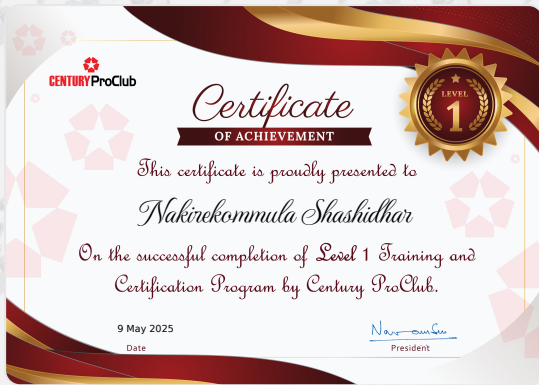 CENTURY ProClub
Certificate
OF ACHIEVEMENT
LEVEL
1
This certificate is proudly presented to
Nakirekommula Shashidhar
On the successful completion of Level 1 Training and
Certification Program by Century ProClub.
9 May 2025
Date
President